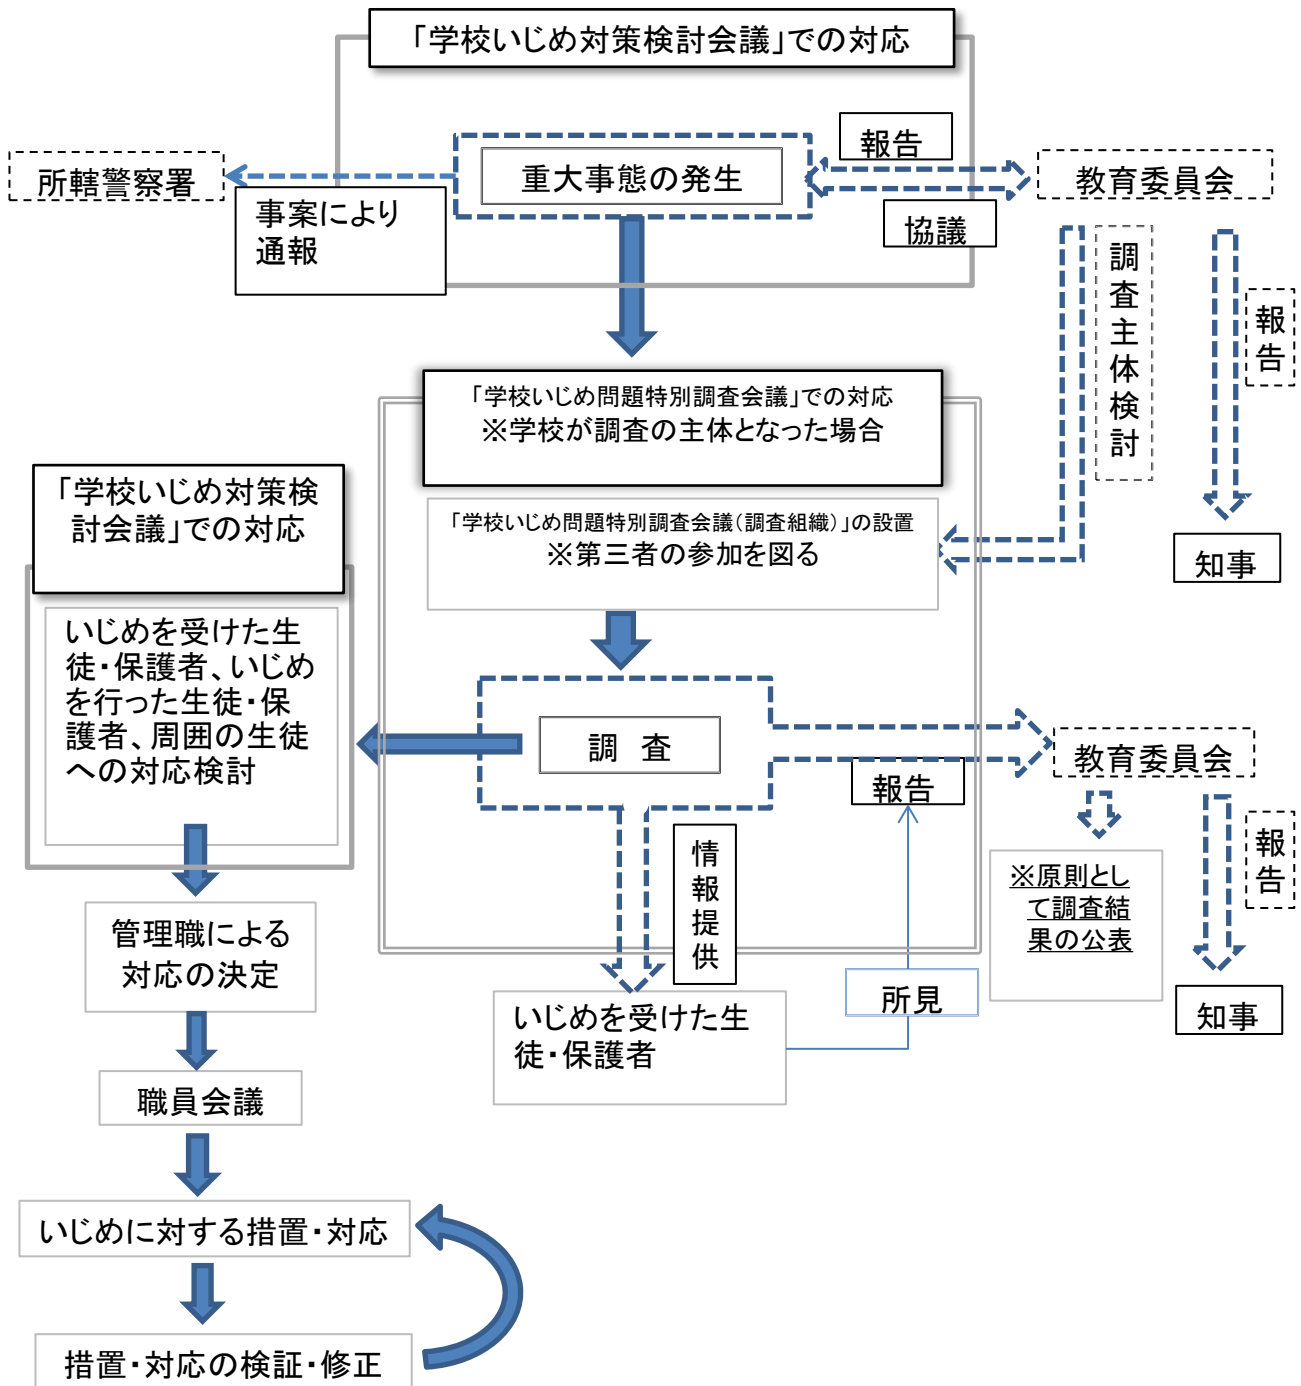 「学校いじめ対策検討会議」での対応
報告
所轄警察署
重大事態の発生
教育委員会
事案により
通報
協議
調査主体検討
報告
「学校いじめ問題特別調査会議」での対応
※学校が調査の主体となった場合
「学校いじめ対策検
討会議」での対応
「学校いじめ問題特別調査会議（調査組織）」の設置
※第三者の参加を図る
知事
いじめを受けた生
徒・保護者、いじめ
を行った生徒・保
護者、周囲の生徒
への対応検討
調 査
教育委員会
報告
情報提供
報告
※原則とし
て調査結
果の公表
管理職による
対応の決定
所見
知事
いじめを受けた生
徒・保護者
職員会議
いじめに対する措置・対応
措置・対応の検証・修正